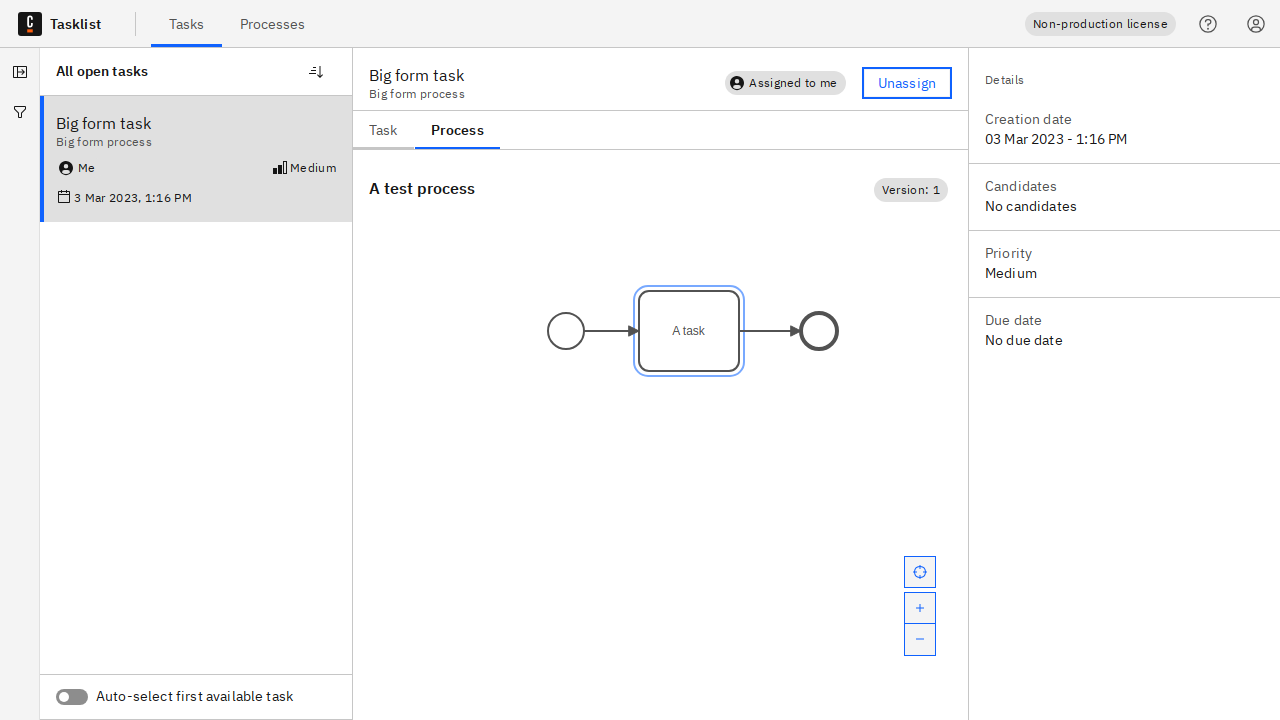 Tasklist
Tasks
Processes
Non-production license
All open tasks
Big form task
Big form process
Me
Medium
3 Mar 2023, 1:16 PM
Auto-select first available task
Big form task
Big form process
Assigned to me
Unassign
Task
Process
A test process
Version: 1
A task
Details
Creation date
03 Mar 2023 - 1:16 PM
Candidates
No candidates
Priority
Medium
Due date
No due date